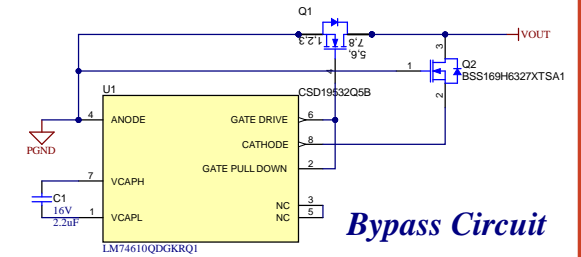 Q1
1,2,3
7,8,
5,6,
4
VOUT
3
1
Q2
BSS169H6327XTSA1
2
U1
CSD19532Q5B
4
ANODE
GATE DRIVE
6
PGND
CATHODE
8
GATE PULL DOWN
2
7
VCAPH
C1
16V
2.2uF
1
VCAPL
NC
3
NC
5
LM74610QDGKRQ1
Bypass Circuit